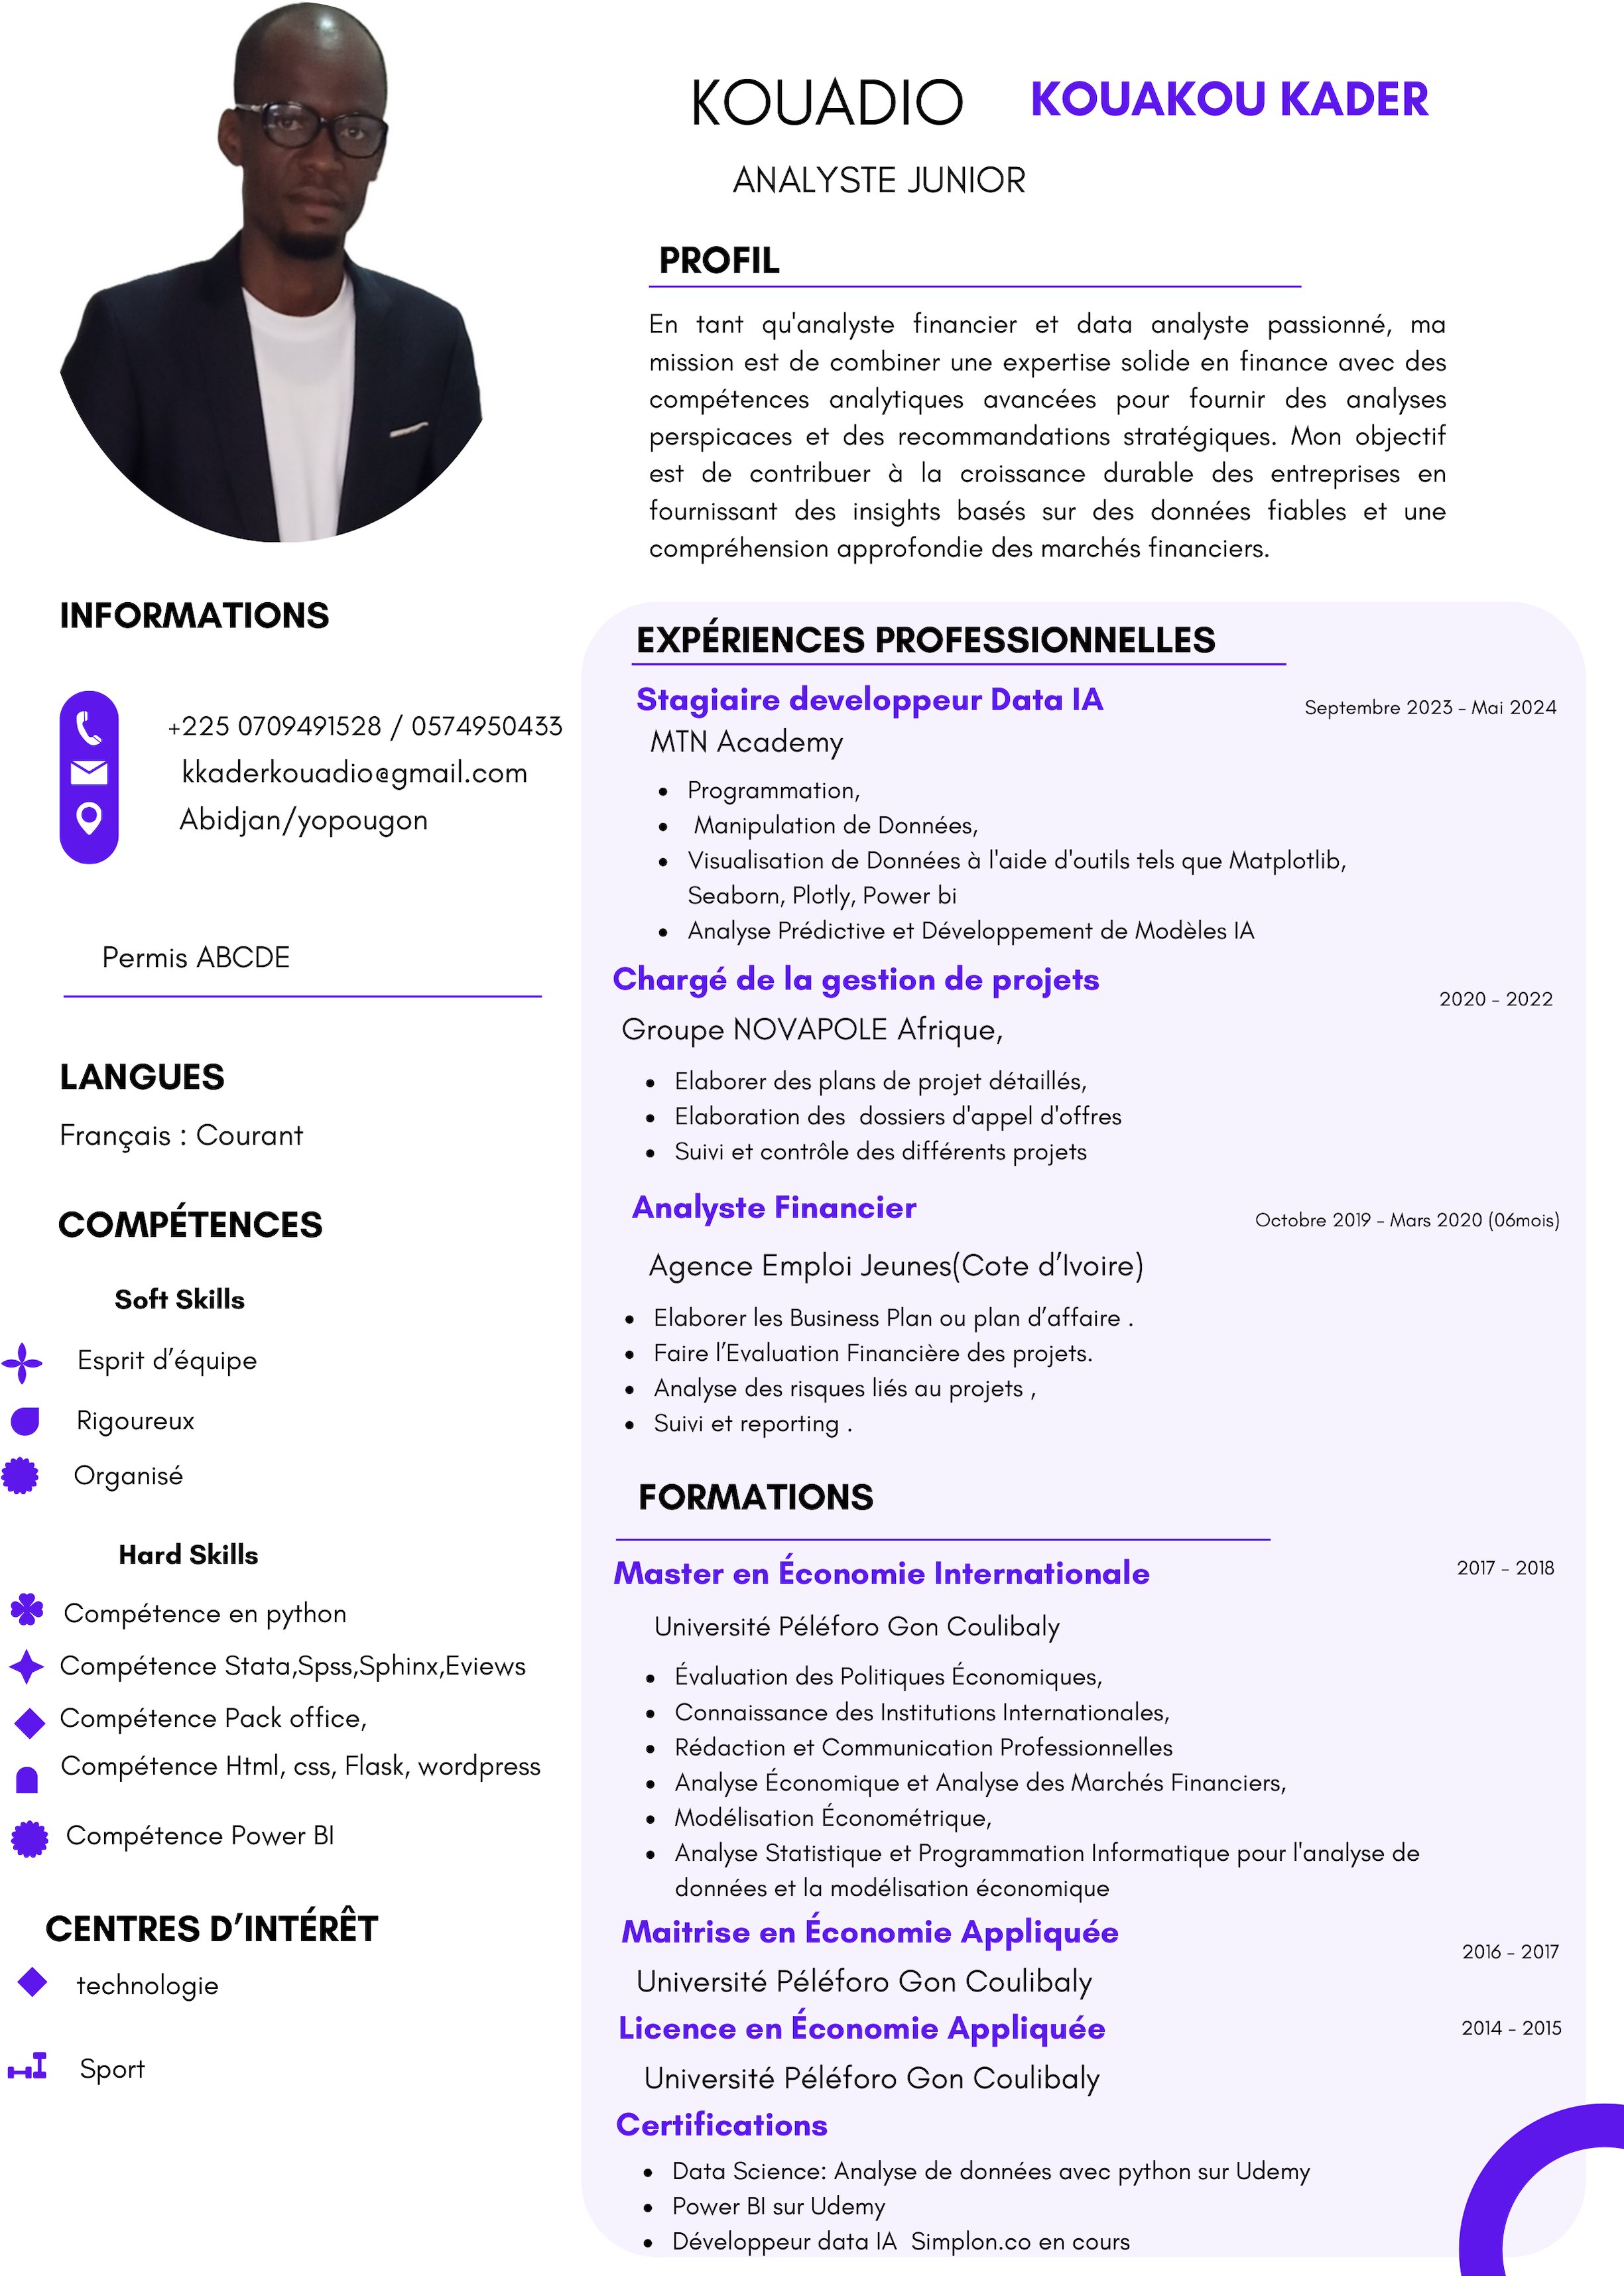 KOUADIO KOUAKOU KADER
ANALYSTE JUNIOR
PROFIL
En tant qu'analyste financier et data analyste passionné, ma
mission est de combiner une expertise solide en finance avec des
compétences analytiques avancées pour fournir des analyses
perspicaces et des recommandations stratégiques. Mon objectif
est de contribuer à la croissance durable des entreprises en
fournissant des insights basés sur des données fiables et une
compréhension approfondie des marchés financiers.
INFORMATIONS
+225 0709491528 / 0574950433
kkaderkouadio@gmail.com
Abidjan/yopougon
Permis ABCDE
LANGUES
Français : Courant
COMPÉTENCES
Soft Skills
Esprit d’équipe
Rigoureux
Organisé
Hard Skills
Compétence en python
Compétence Stata,Spss,Sphinx,Eviews
Compétence Pack office,
Compétence Html, css, Flask, wordpress
Compétence Power BI
CENTRES D’INTÉRÊT
technologie
Sport
EXPÉRIENCES PROFESSIONNELLES
Stagiaire developpeur Data IA
Septembre 2023 - Mai 2024
MTN Academy
• Programmation,
• Manipulation de Données,
• Visualisation de Données à l'aide d'outils tels que Matplotlib,
Seaborn, Plotly, Power bi
• Analyse Prédictive et Développement de Modèles IA
Chargé de la gestion de projets
2020 - 2022
Groupe NOVAPOLE Afrique,
• Elaborer des plans de projet détaillés,
• Elaboration des dossiers d'appel d'offres
• Suivi et contrôle des différents projets
Analyste Financier
Octobre 2019 - Mars 2020 (06mois)
Agence Emploi Jeunes(Cote d’Ivoire)
• Elaborer les Business Plan ou plan d’affaire .
• Faire l’Evaluation Financière des projets.
• Analyse des risques liés au projets ,
• Suivi et reporting .
FORMATIONS
Master en Économie Internationale
2017 - 2018
Université Péléforo Gon Coulibaly
• Évaluation des Politiques Économiques,
• Connaissance des Institutions Internationales,
• Rédaction et Communication Professionnelles
• Analyse Économique et Analyse des Marchés Financiers,
• Modélisation Économétrique,
• Analyse Statistique et Programmation Informatique pour l'analyse de
données et la modélisation économique
Maitrise en Économie Appliquée
2016 - 2017
Université Péléforo Gon Coulibaly
Licence en Économie Appliquée
2014 - 2015
Université Péléforo Gon Coulibaly
Certifications
• Data Science: Analyse de données avec python sur Udemy
• Power BI sur Udemy
• Développeur data IA Simplon.co en cours